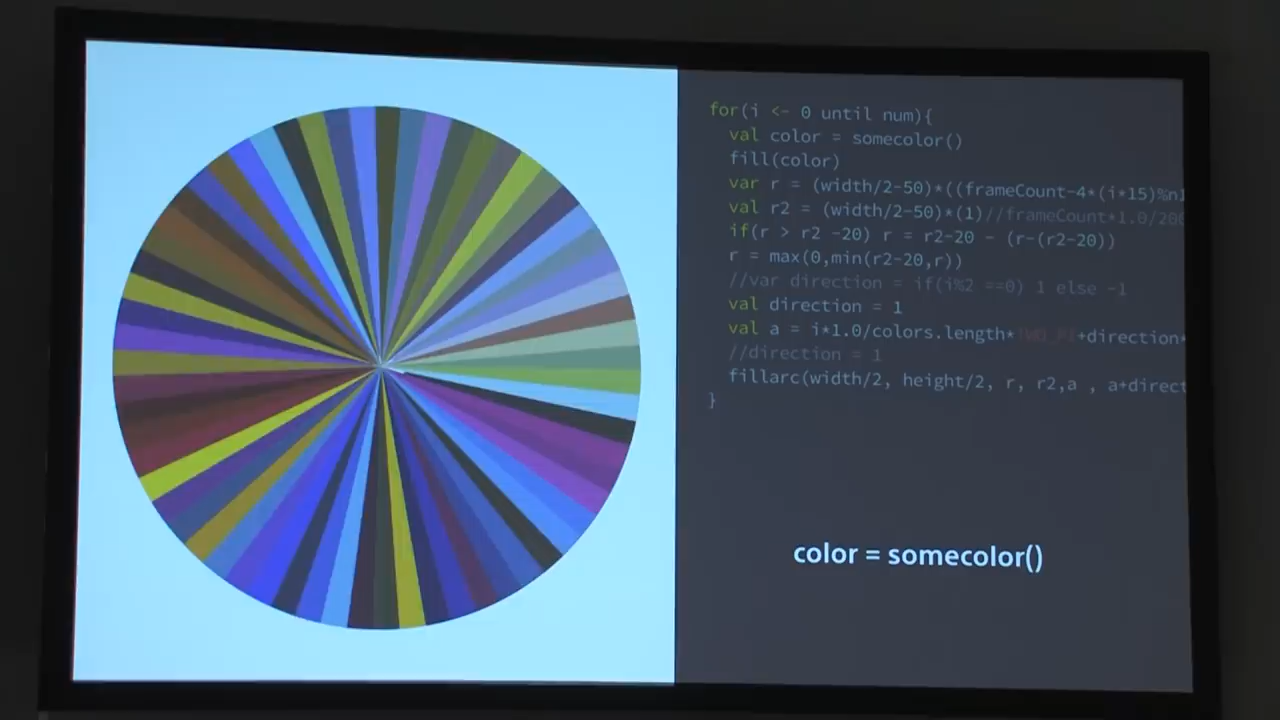 for(i <- 0 until num){
val color = somecolor()
fill(color)
var r = (width/2-50)*((frameCount-4*(i*15)%n1
val r2 = (width/2-50)*(1)//frameCount*1.0/280
if(r > r2 -20) r = r2-20 - (r-(r2-20))
r = max(0,min(r2-20,r))
//var direction = if(i%2 ==0) 1 else -1
val direction = 1
val a = i*1.0/colors.length*TWO_PI+direction*
//direction = 1
fillarc(width/2, height/2, r, r2,a , a+direct
}
color = somecolor()